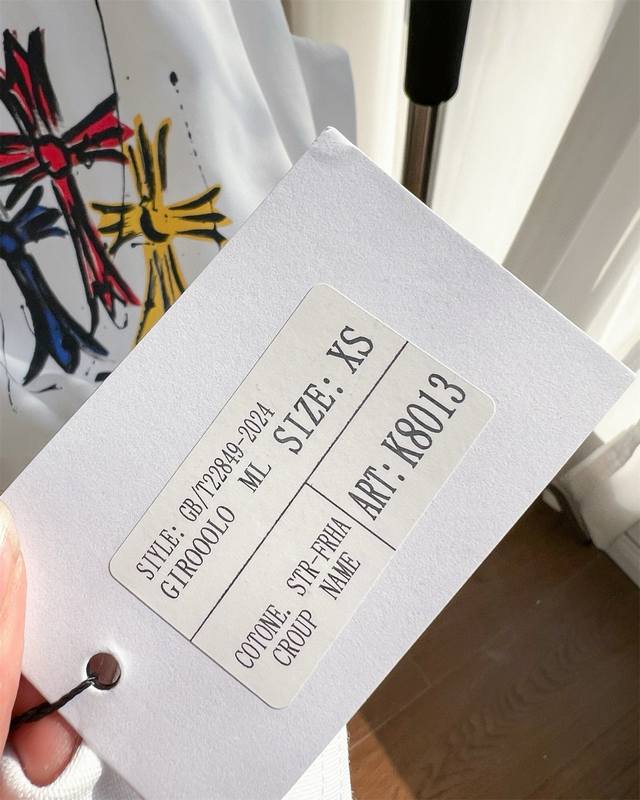 STYLE: GB/T22849-2024
GIROOOLO ML SIZE: XS
COTONE. STR-FRHA
CROUP NAME
ART: K8013